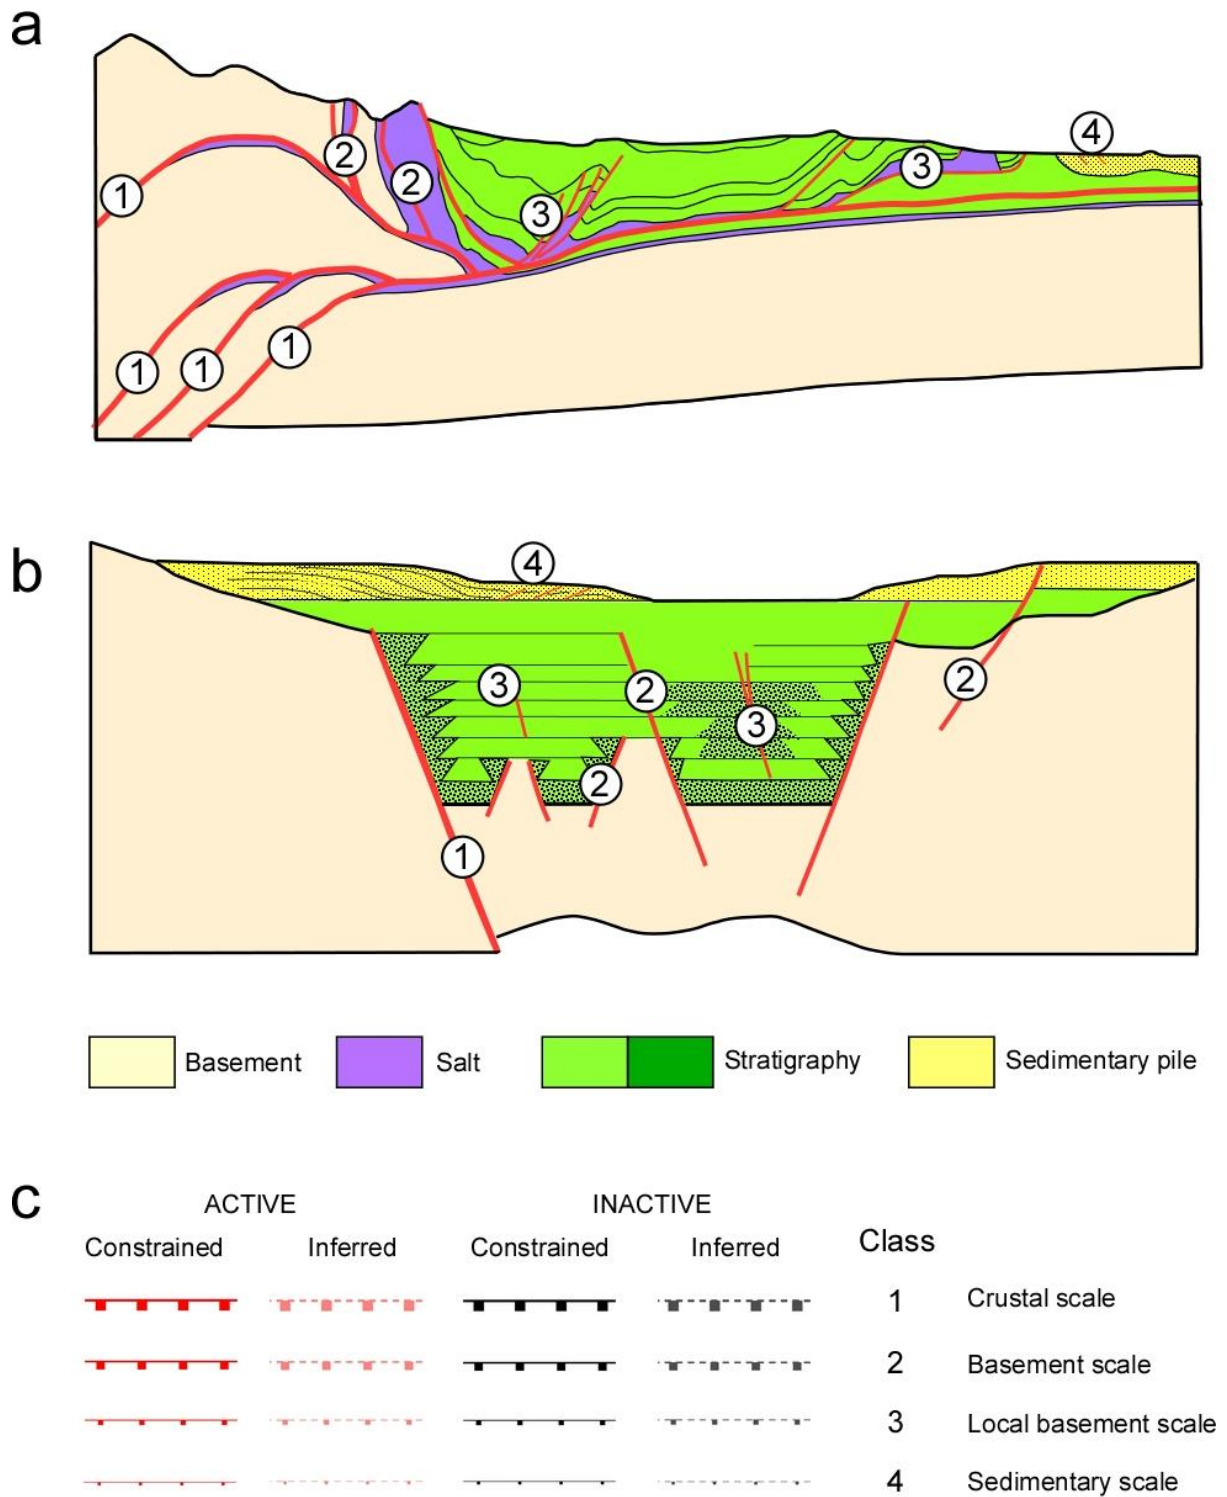 a
4
2
3
2
1
3
1
1
1
b
4
3
2
2
3
2
1
Basement
Salt
Stratigraphy
Sedimentary pile
c
ACTIVE
INACTIVE
Constrained
Inferred
Constrained
Inferred
Class
1
Crustal scale
2
Basement scale
3
Local basement scale
4
Sedimentary scale